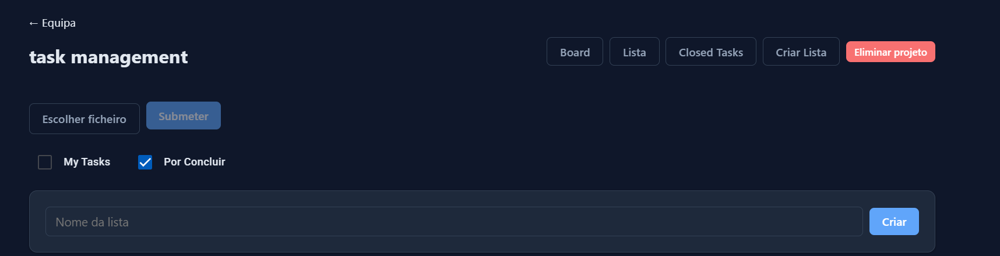 ← Equipa
task management
Board
Lista
Closed Tasks
Criar Lista
Eliminar projeto
Escolher ficheiro
Submeter
My Tasks
Por Concluir
Nome da lista
Criar